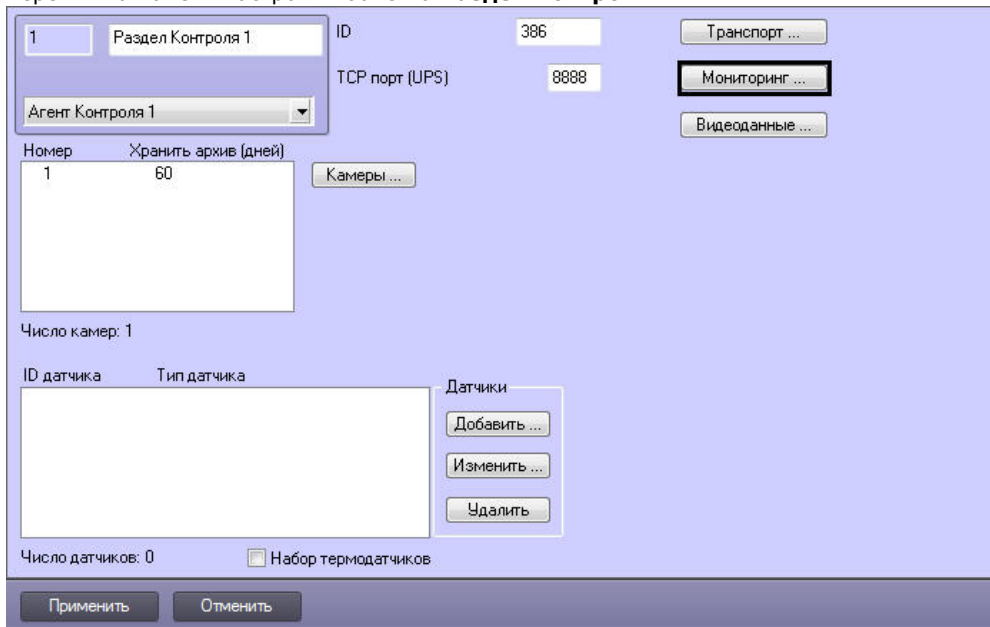 1 Раздел Контроля 1
ID 386
Транспорт ...
TCP порт (UPS) 8888
Мониторинг ...
Агент Контроля 1
Видеоданные ...
Номер Хранить архив (дней)
1 60
Камеры ...
Число камер: 1
ID датчика Тип датчика
Датчики
Добавить ...
Изменить ...
Удалить
Число датчиков: 0
Набор термодатчиков
Применить
Отменить